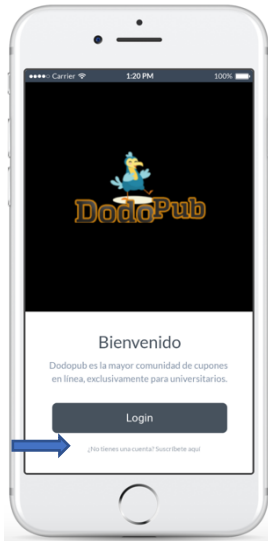 Carrier 1:20 PM 100%
DodoPub
Bienvenido
Dodopub es la mayor comunidad de cupones
en línea, exclusivamente para universitarios.
Login
¿No tienes una cuenta? Suscríbete aquí